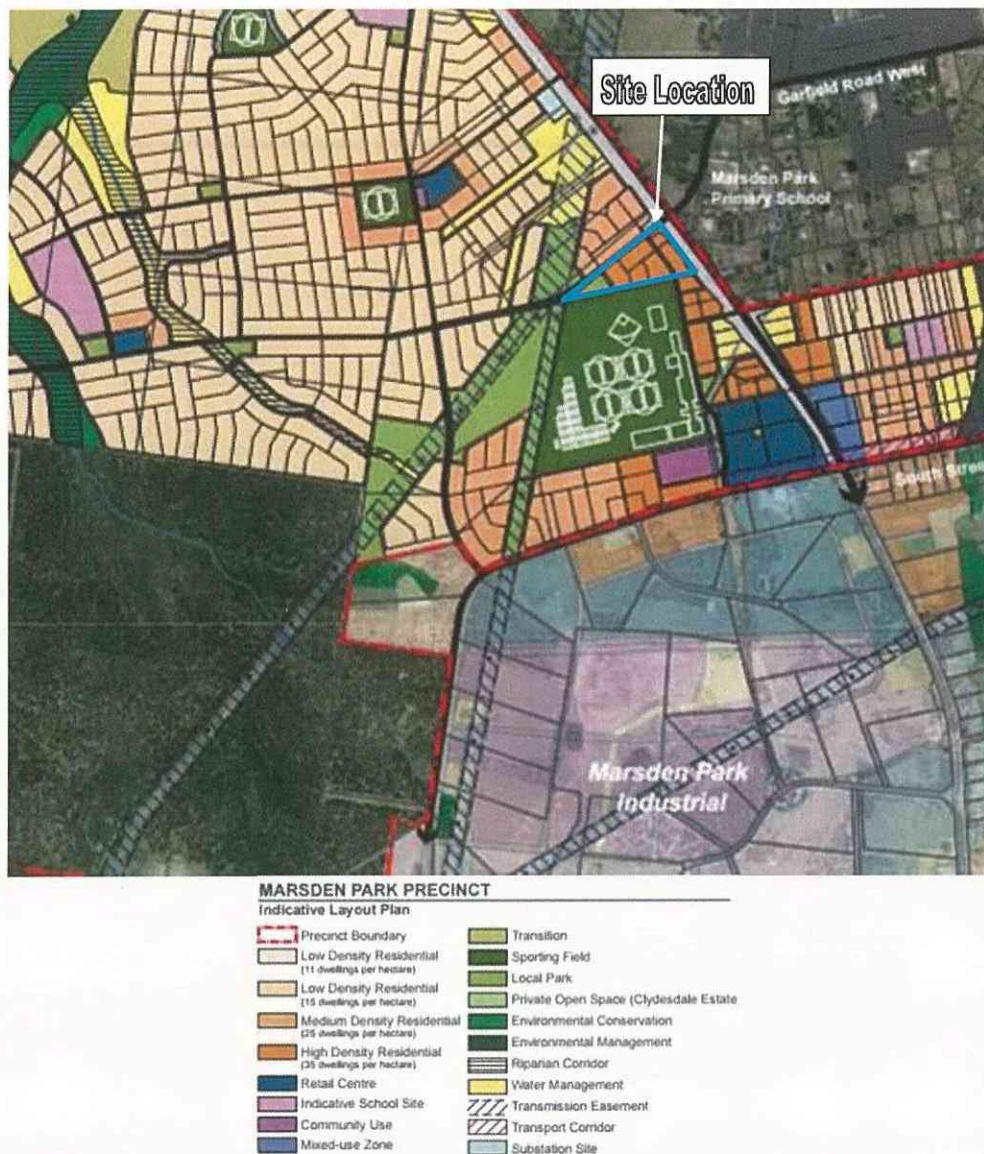 Site Location
Garfield Road West
Marsden Park
Primary School
South Stree
Marsden Park
Industrial
MARSDEN PARK PRECINCT
Indicative Layout Plan
Precinct Boundary
Low Density Residential
(11 dwellings per hectare)
Low Density Residential
(15 dwellings per hectare)
Medium Density Residential
(25 dwellings per hectare)
High Density Residential
(35 dwellings per hectare)
Retail Centre
Indicative School Site
Community Use
Mixed-use Zone
Transition
Sporting Field
Local Park
Private Open Space (Clydesdale Estate
Environmental Conservation
Environmental Management
Riparian Corridor
Water Management
Transmission Easement
Transport Corridor
Substation Site